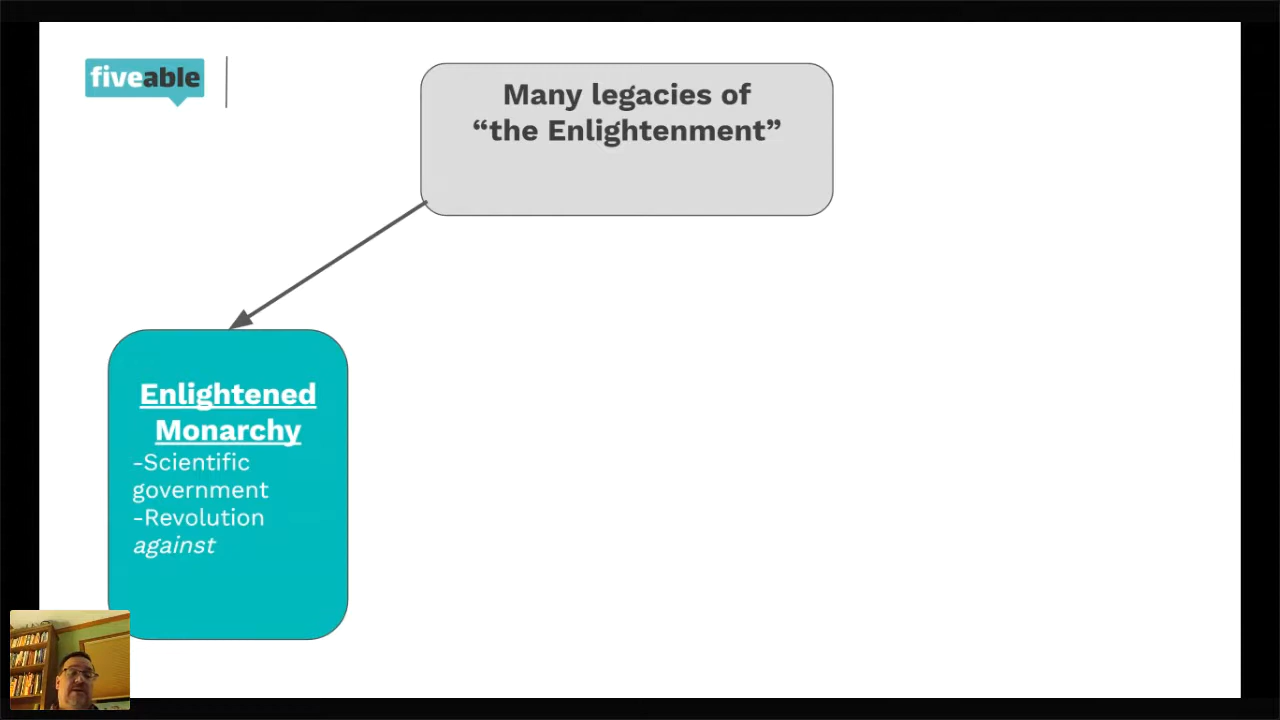 fiveable
Many legacies of
“the Enlightenment”
Enlightened
Monarchy
-Scientific
government
-Revolution
against